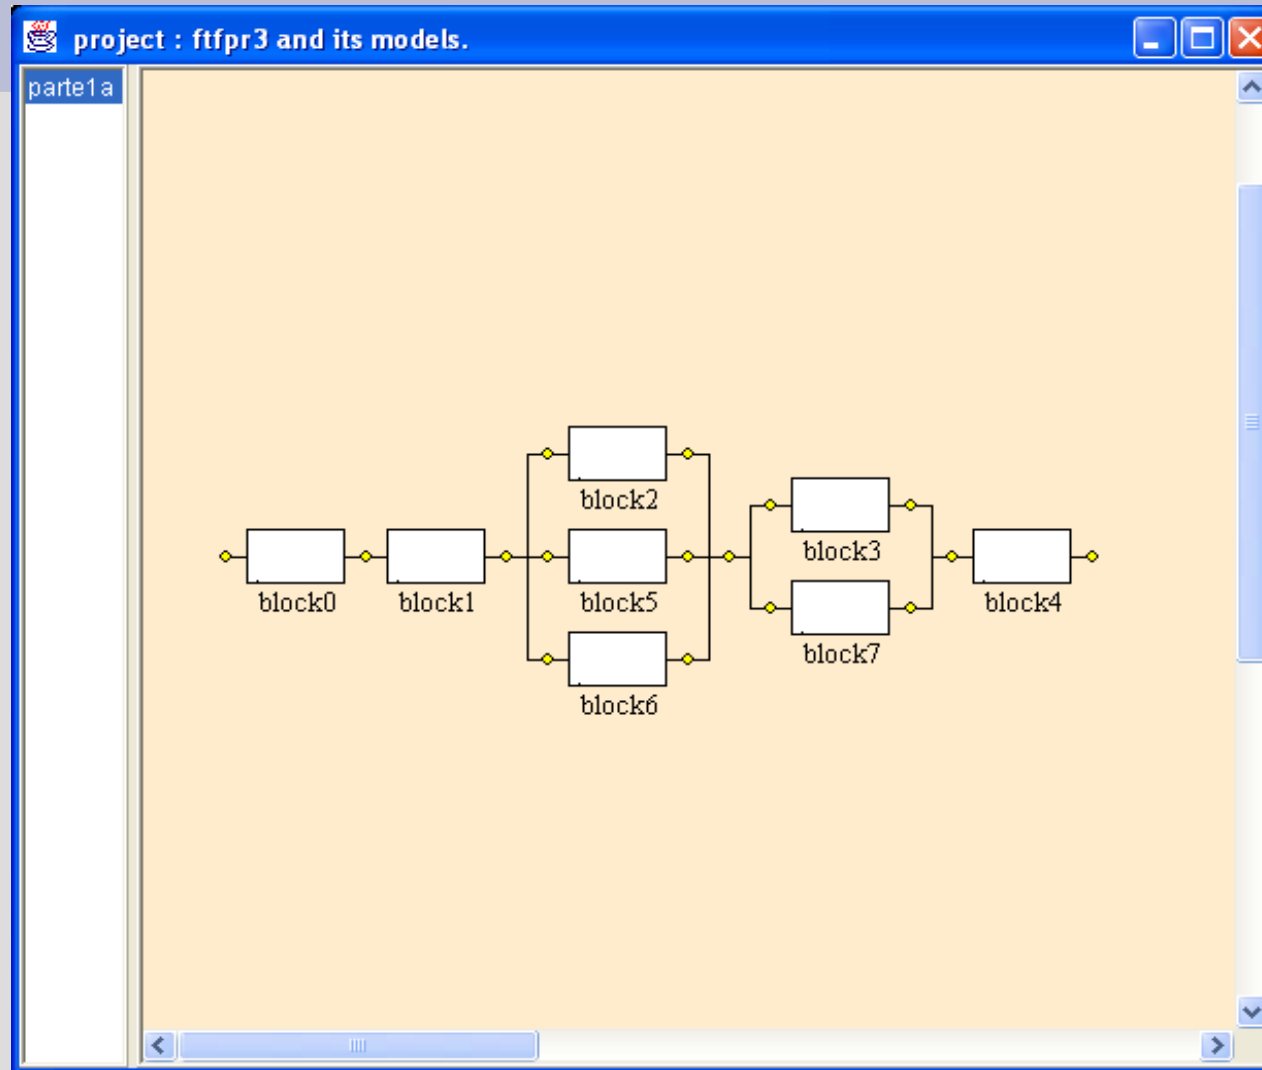 project : ftfpr3 and its models.
parte1a
block2
block3
block0
block1
block5
block4
block7
block6